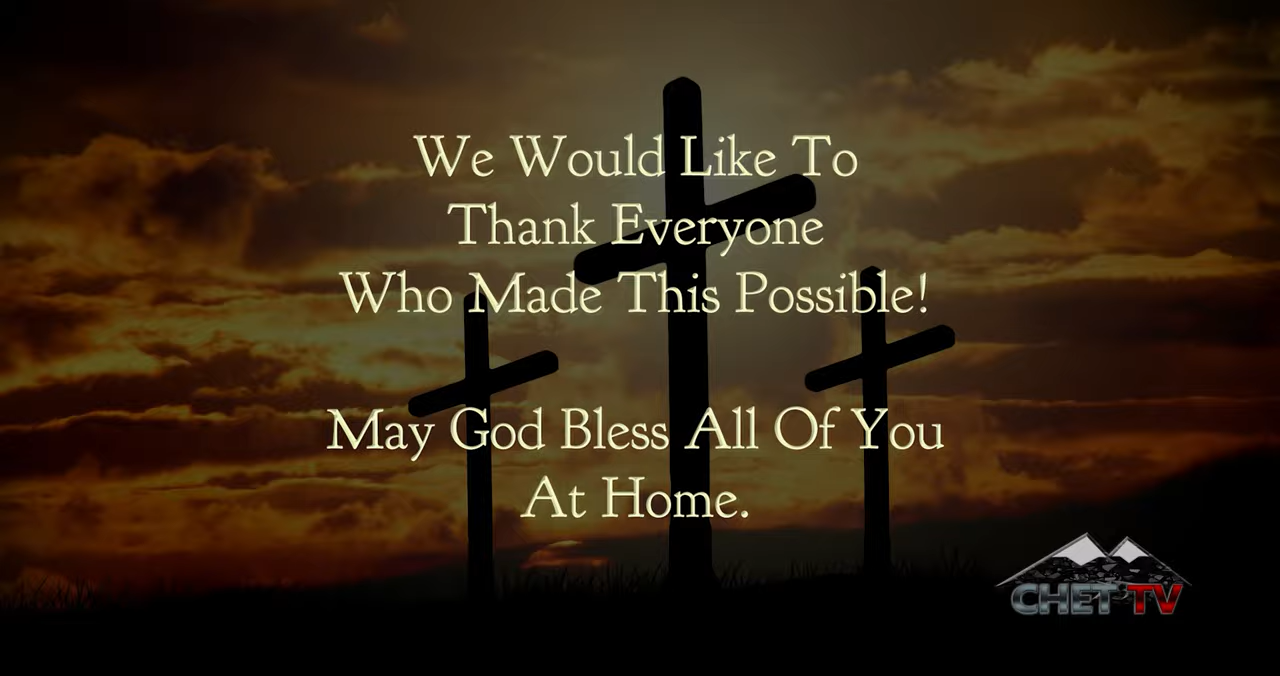 We Would Like To
Thank Everyone
Who Made This Possible!
May God Bless All Of You
At Home.
CHET TV